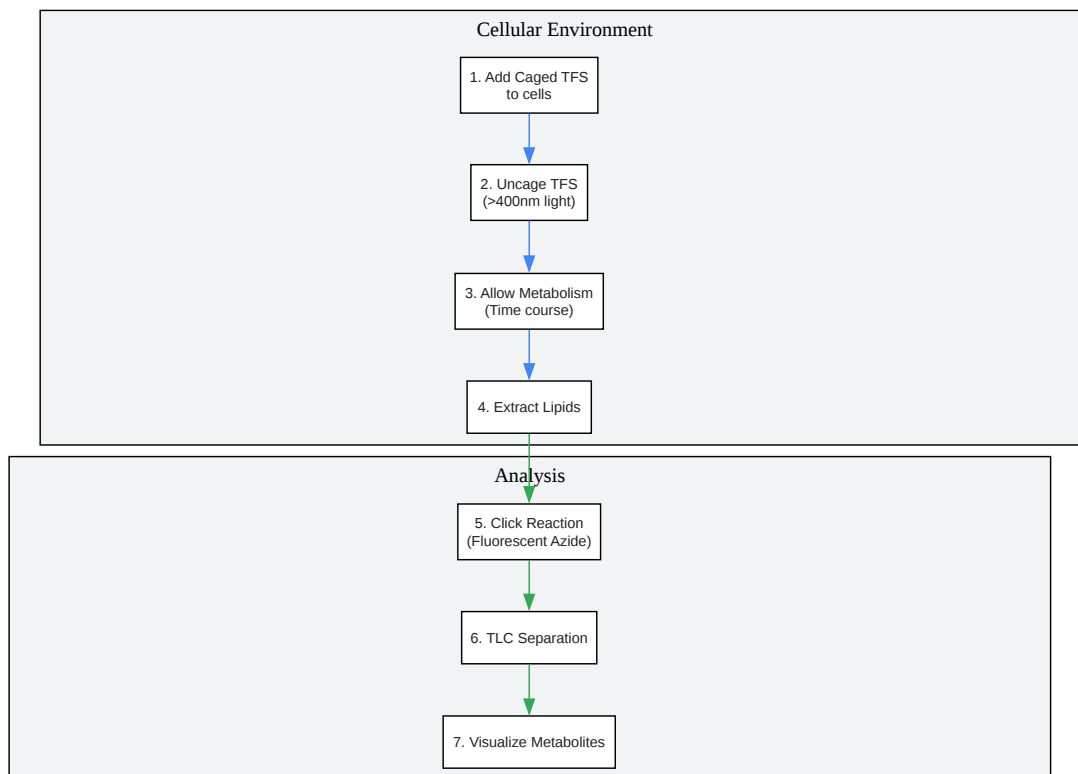 Cellular Environment
1. Add Caged TFS
to cells
2. Uncage TFS
(>400nm light)
3. Allow Metabolism
(Time course)
4. Extract Lipids
Analysis
5. Click Reaction
(Fluorescent Azide)
6. TLC Separation
7. Visualize Metabolites